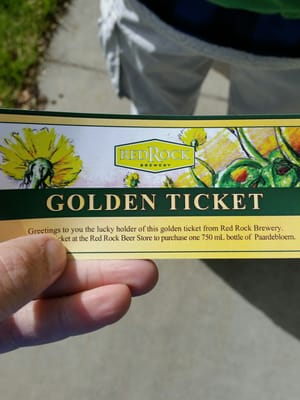 RedRock
BREWERY
GOLDEN TICKET
Greetings to you the lucky holder of this golden ticket from Red Rock Brewery.
ticket at the Red Rock Beer Store to purchase one 750 mL bottle of Paardebloem.